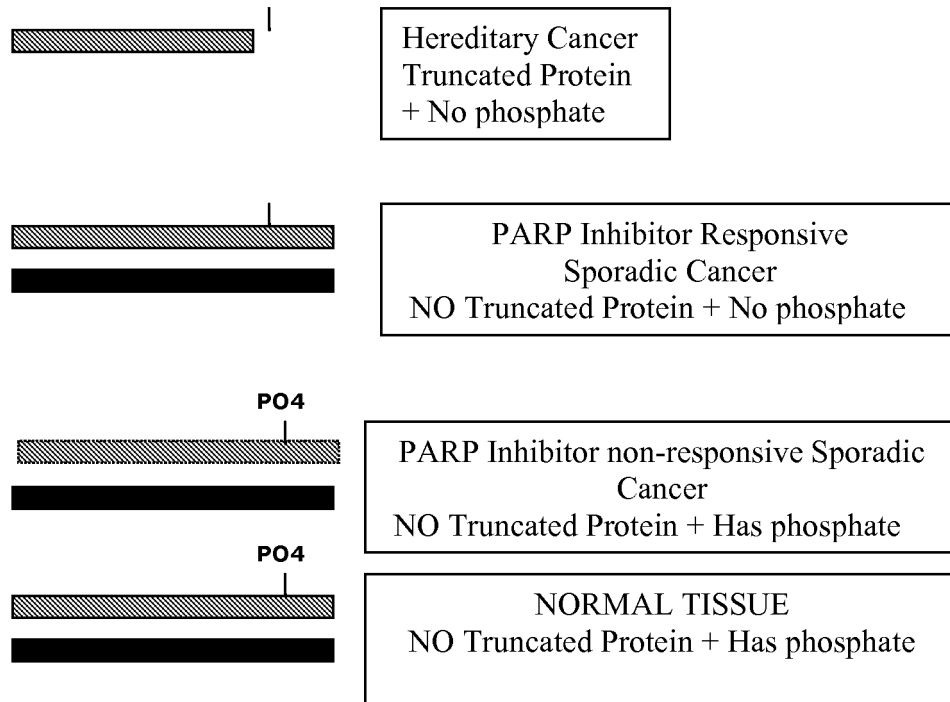 Hereditary Cancer
Truncated Protein
+ No phosphate
PARP Inhibitor Responsive
Sporadic Cancer
NO Truncated Protein + No phosphate
PO4
PARP Inhibitor non-responsive Sporadic
Cancer
NO Truncated Protein + Has phosphate
PO4
NORMAL TISSUE
NO Truncated Protein + Has phosphate